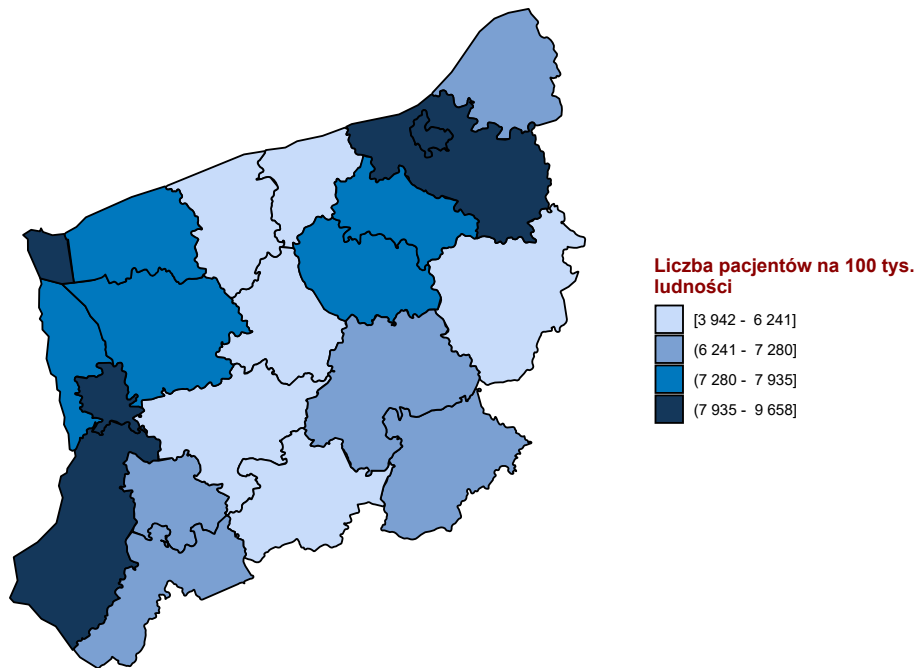 Liczba pacjentów na 100 tys.
ludności
[3 942 - 6 241]
(6 241 - 7 280]
(7 280 - 7 935]
(7 935 - 9 658]